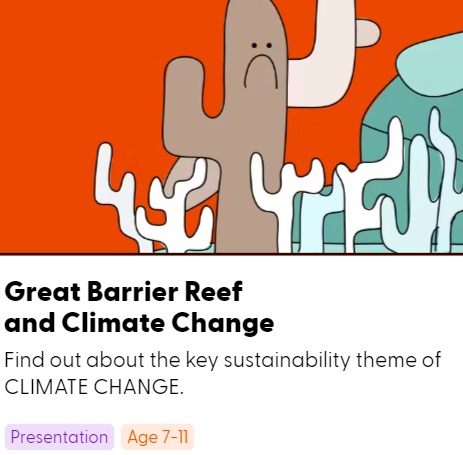 Great Barrier Reef
and Climate Change
Find out about the key sustainability theme of
CLIMATE CHANGE.
Presentation
Age 7-11